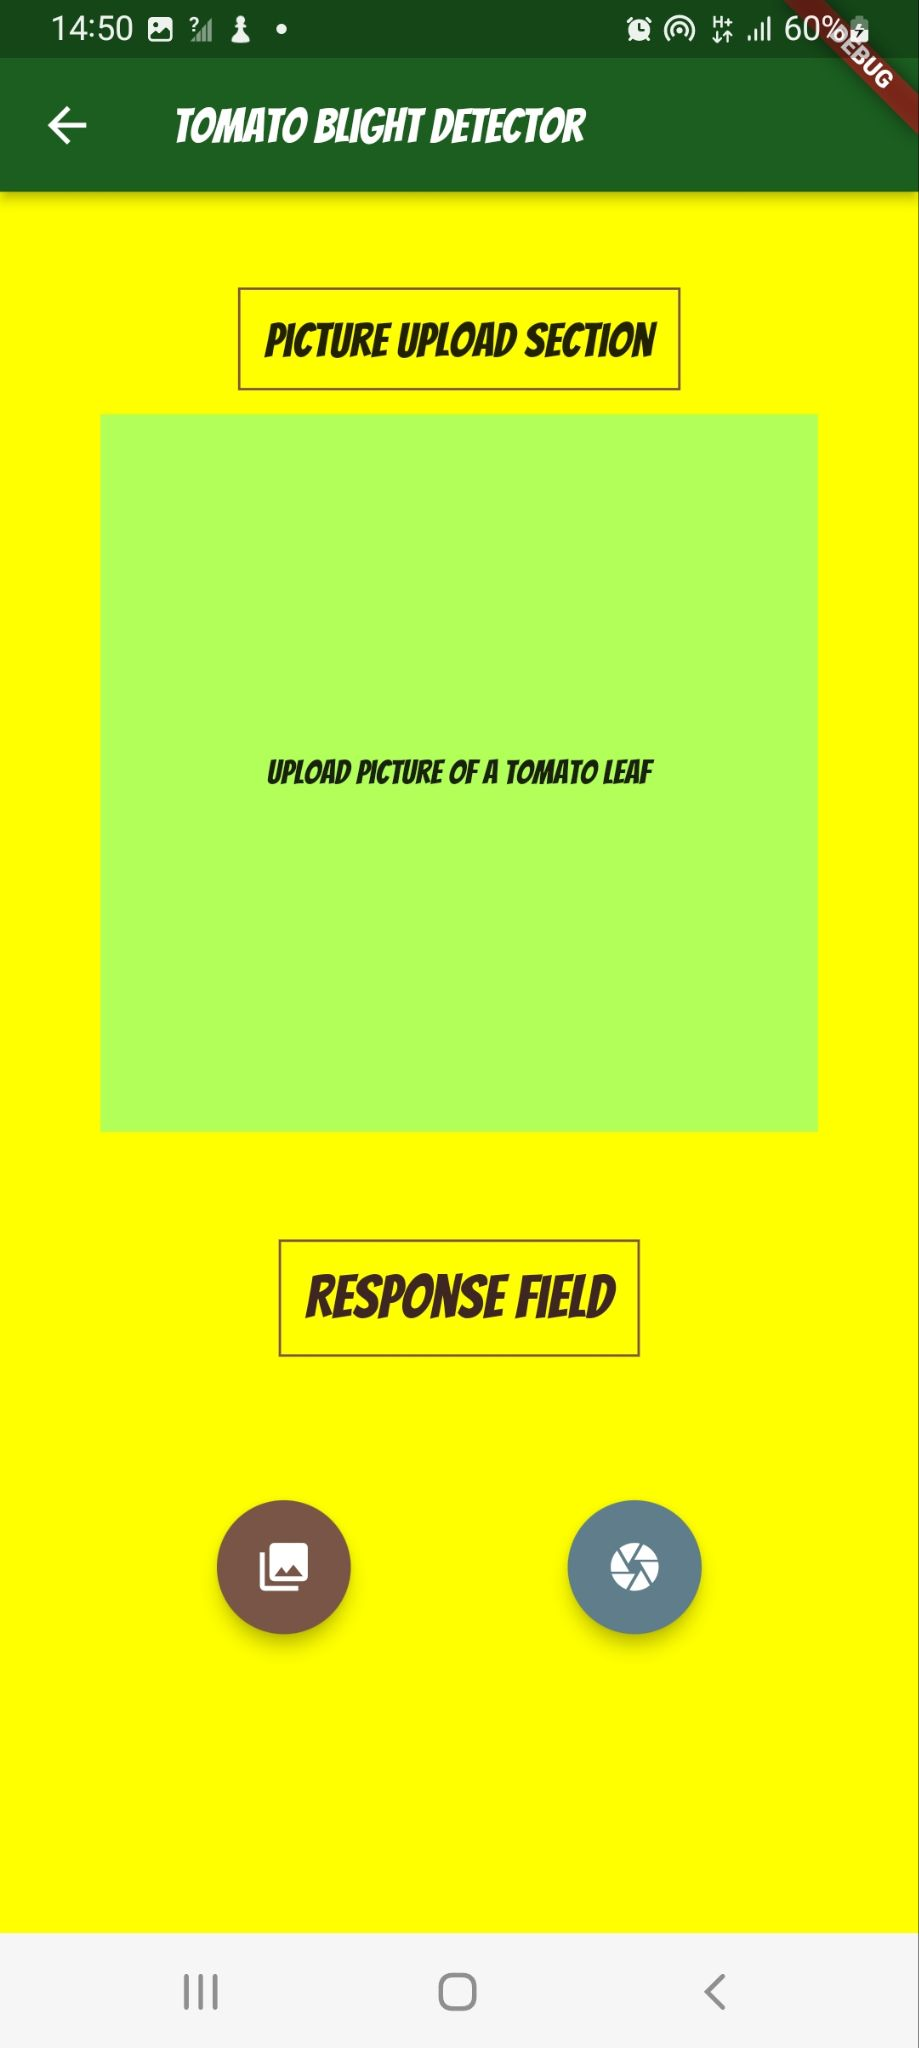 14:50 H+ 60%
DEBUG
TOMATO BLIGHT DETECTOR
PICTURE UPLOAD SECTION
UPLOAD PICTURE OF A TOMATO LEAF
RESPONSE FIELD